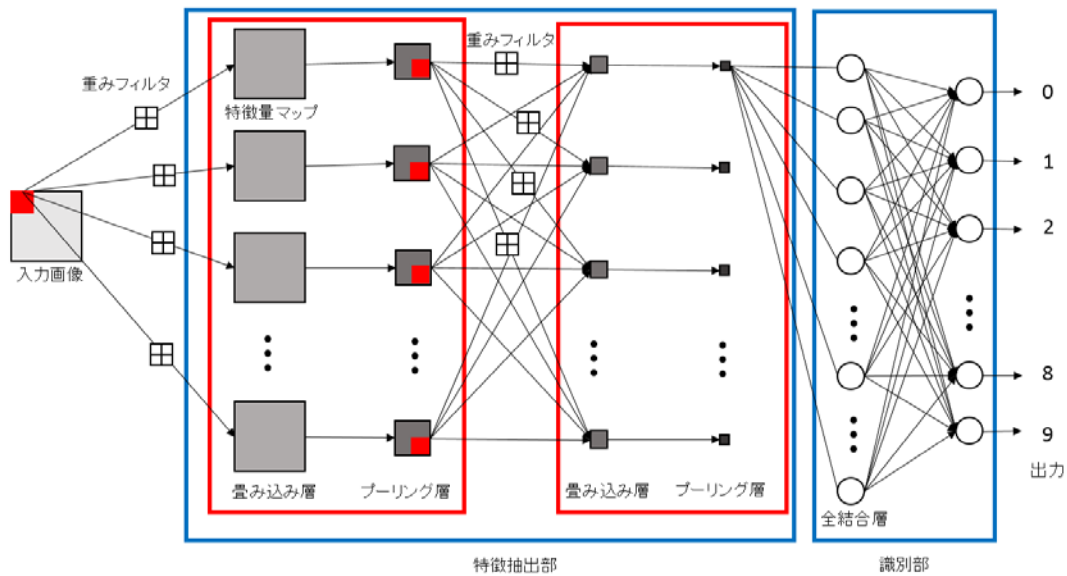 重みフィルタ
重みフィルタ
特徴量マップ
入力画像
畳み込み層
プーリング層
畳み込み層
プーリング層
全結合層
0
1
2
8
9
出力
特徴抽出部
識別部